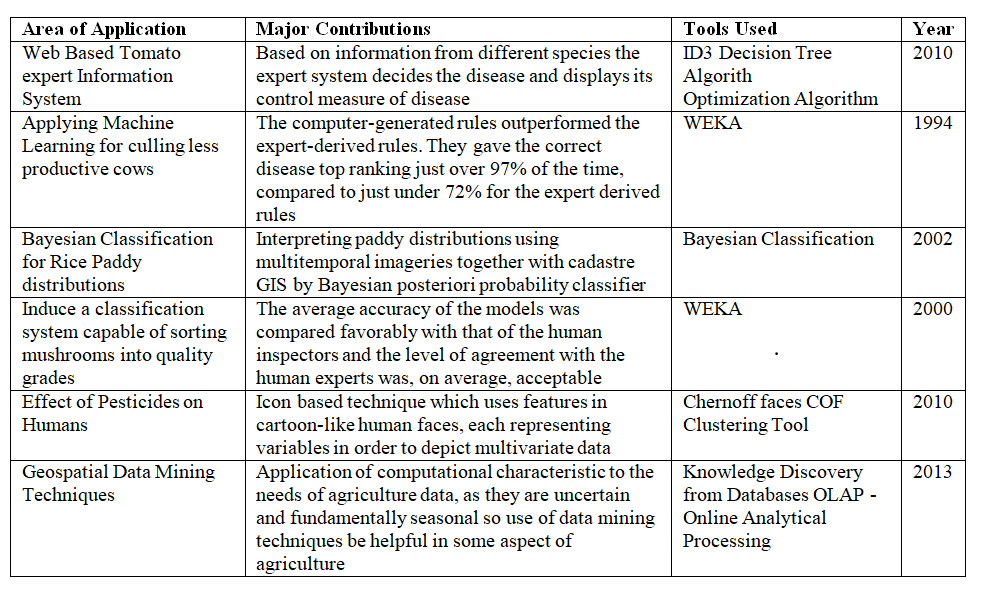 Area of Application Major Contributions Tools Used Year
Web Based Tomato
expert Information
System
Based on information from different species the
expert system decides the disease and displays its
control measure of disease
ID3 Decision Tree
Algorith
Optimization Algorithm
2010
Applying Machine
Learning for culling less
productive cows
The computer-generated rules outperformed the
expert-derived rules. They gave the correct
disease top ranking just over 97% of the time,
compared to just under 72% for the expert derived
rules
WEKA
1994
Bayesian Classification
for Rice Paddy
distributions
Interpreting paddy distributions using
multitemporal imageries together with cadastre
GIS by Bayesian posteriori probability classifier
Bayesian Classification
2002
Induce a classification
system capable of sorting
mushrooms into quality
grades
The average accuracy of the models was
compared favorably with that of the human
inspectors and the level of agreement with the
human experts was, on average, acceptable
WEKA
.
2000
Effect of Pesticides on
Humans
Icon based technique which uses features in
cartoon-like human faces, each representing
variables in order to depict multivariate data
Chernoff faces COF
Clustering Tool
2010
Geospatial Data Mining
Techniques
Application of computational characteristic to the
needs of agriculture data, as they are uncertain
and fundamentally seasonal so use of data mining
techniques be helpful in some aspect of
agriculture
Knowledge Discovery
from Databases OLAP -
Online Analytical
Processing
2013